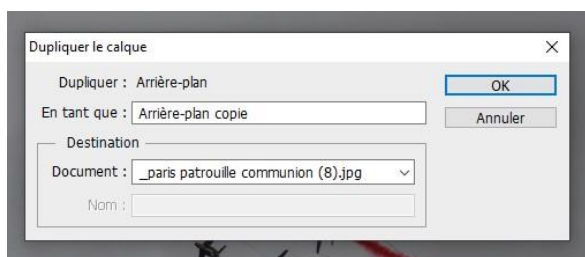 Dupliquer le calque
Dupliquer : Arrière-plan
OK
En tant que : Arrière-plan copie
Annuler
Destination
Document : _paris patrouille communion (8).jpg
Nom :